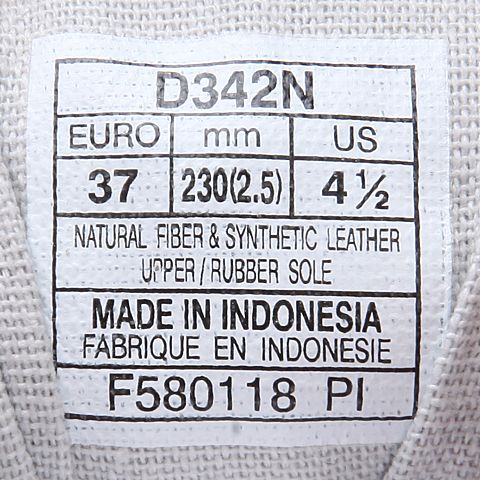 D342N
EURO mm US
37 230(2.5) 4 ½
NATURAL FIBER & SYNTHETIC LEATHER
UPPER / RUBBER SOLE
MADE IN INDONESIA
FABRIQUE EN INDONESIE
F580118 PI